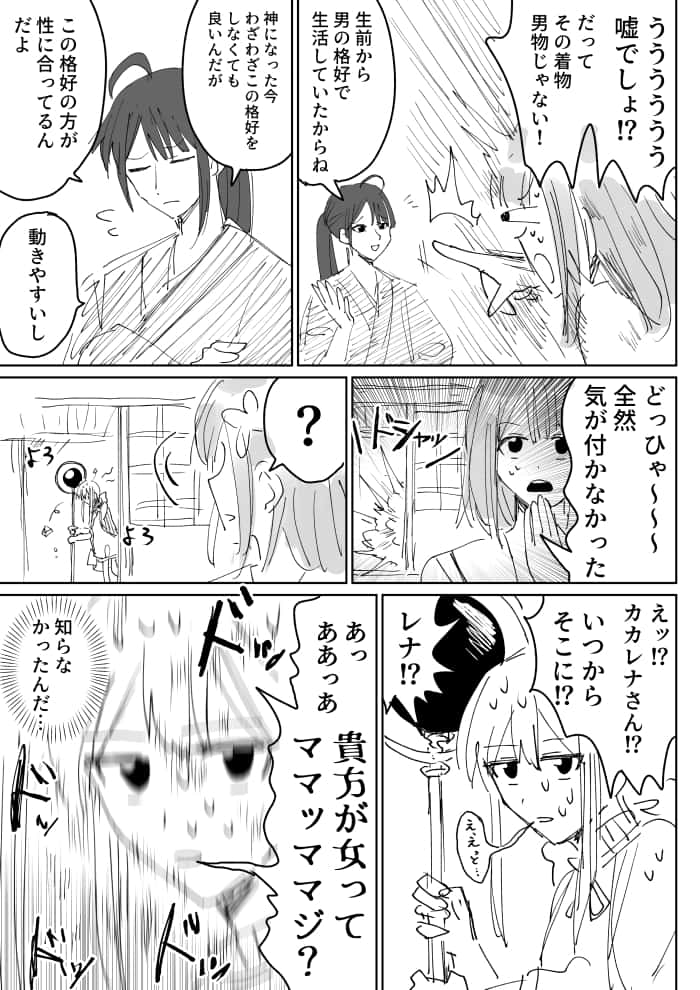 うううううう
嘘でしょ!?
だって
その着物
男物じゃない!
生前から
男の格好で
生活していたからね
神になった今
わざわざこの格好を
しなくても
良いんだが
この格好の方が
性に合ってるん
だよ
動きやすいし
どっひゃ~~~
全然
気が付かなかった
ドシャッ
?
よろ
よろ
えッ!?
カカレナさん!?
いつから
そこに!?
レナ!?
ええっと…
あっ
ああっあ
貴方が女って
ママッママジ?
知らな
かったんだ…
ドッ
ドッ
ドッ
ドッ